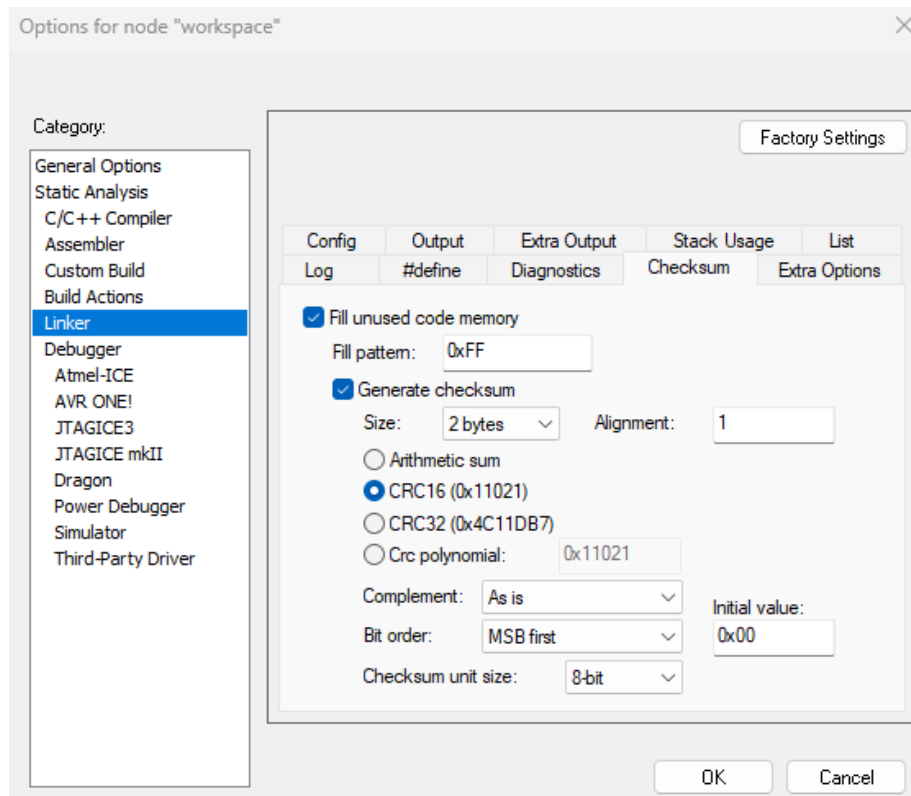 Options for node "workspace"
Category:
Factory Settings
General Options
Static Analysis
C/C++ Compiler
Assembler
Custom Build
Build Actions
Linker
Debugger
Atmel-ICE
AVR ONE!
JTAGICE3
JTAGICE mkII
Dragon
Power Debugger
Simulator
Third-Party Driver
Config Output Extra Output Stack Usage List
Log #define Diagnostics Checksum Extra Options
Fill unused code memory
Fill pattern: 0xFF
Generate checksum
Size: 2 bytes Alignment: 1
Arithmetic sum
CRC16 (0x11021)
CRC32 (0x4C11DB7)
Crc polynomial: 0x11021
Complement: As is
Initial value:
Bit order: MSB first 0x00
Checksum unit size: 8-bit
OK Cancel